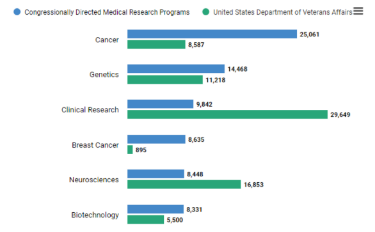 Congressionally Directed Medical Research Programs United States Department of Veterans Affairs
Cancer 25,061
8,587
Genetics 14,468
11,218
Clinical Research 9,842
29,649
Breast Cancer 8,635
895
Neurosciences 8,448
16,853
Biotechnology 8,331
5,500